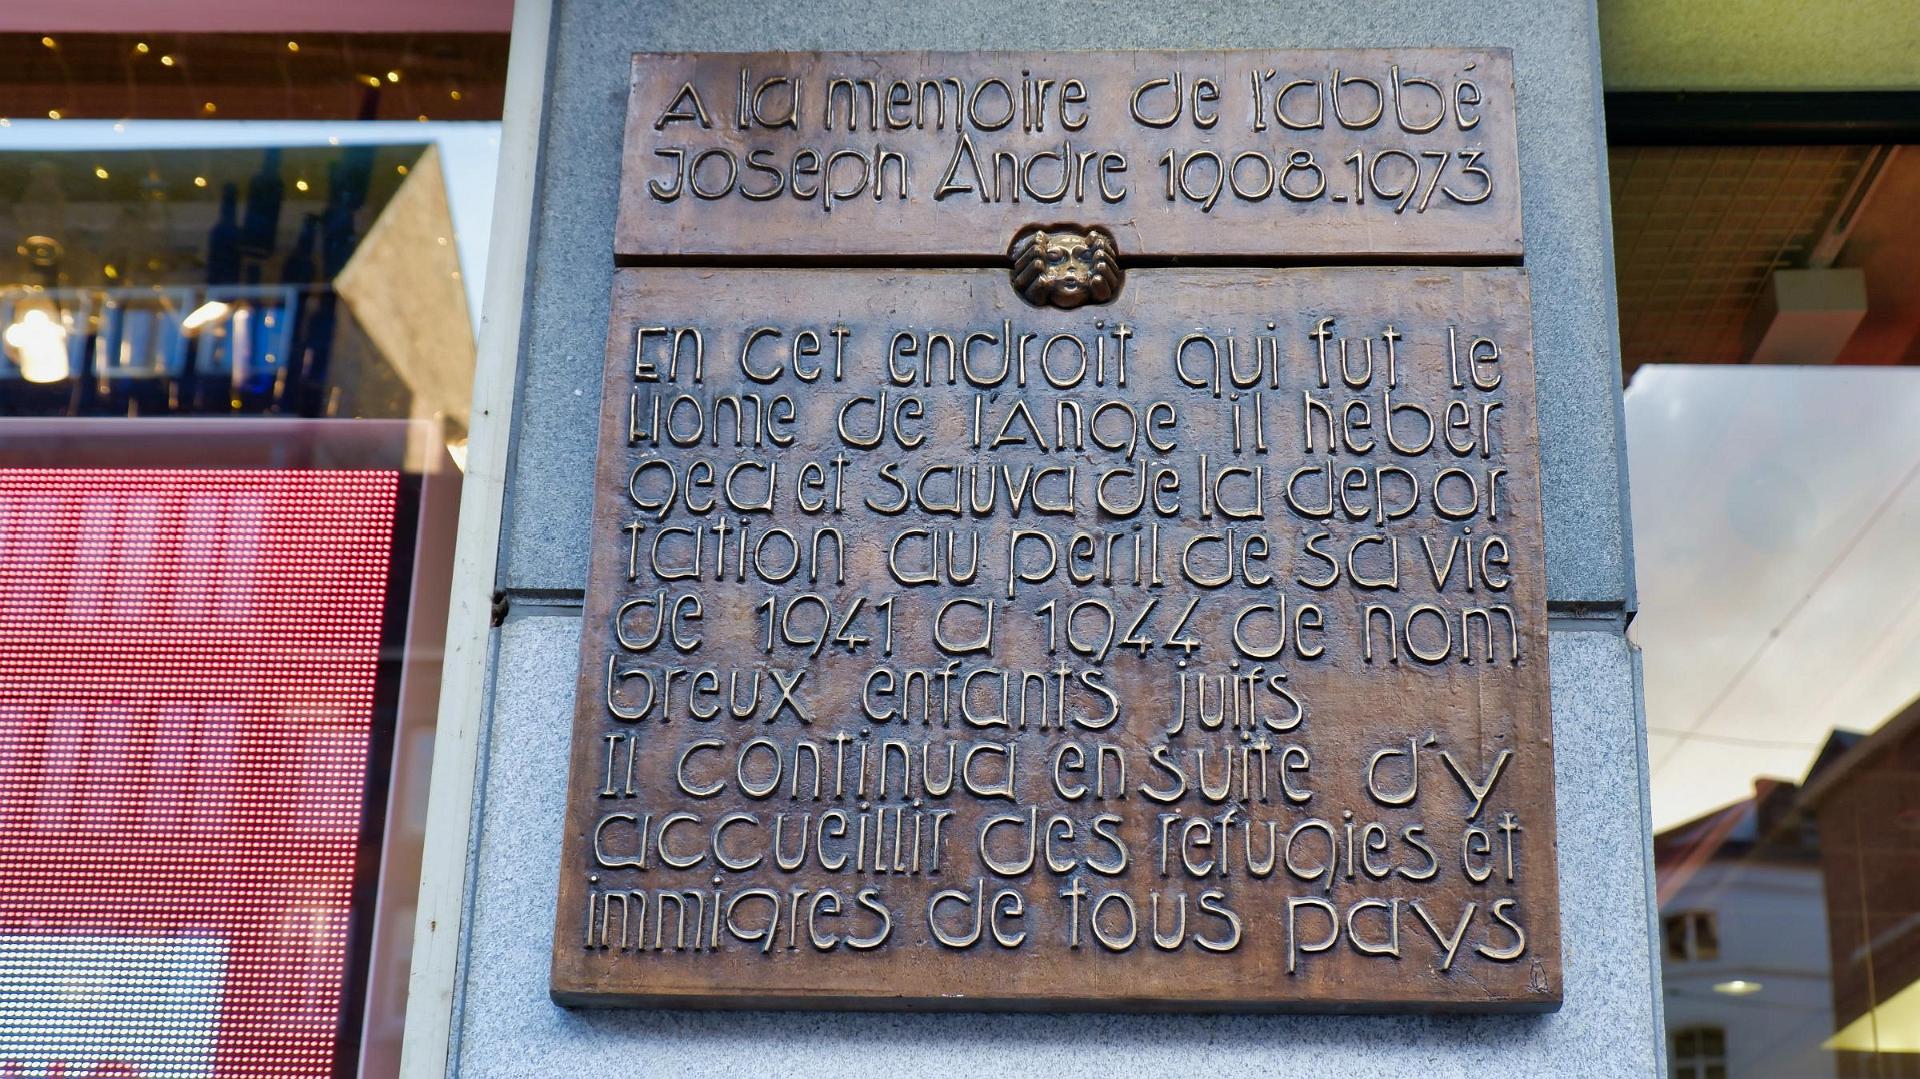 A la memoire de l'abbé
Joseph Andre 1908-1973
En cet endroit qui fut le
Home de l'Ange il heber
gea et sauva de la depor
tation au peril de sa vie
de 1941 a 1944 de nom
breux enfants juifs
Il continua ensuite d'y
accueillir des refugies et
immigres de tous pays